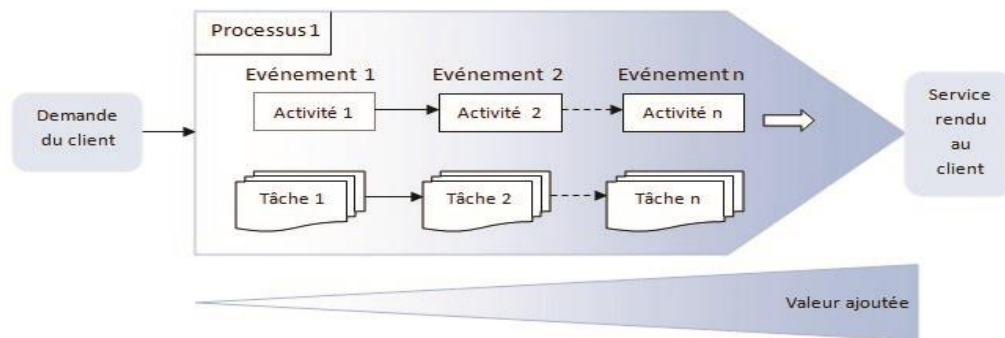 Processus 1
Evénement 1
Evénement 2
Evénement n
Activité 1
Activité 2
Activité n
Demande
du client
Service
rendu
au
client
Tâche 1
Tâche 2
Tâche n
Valeur ajoutée